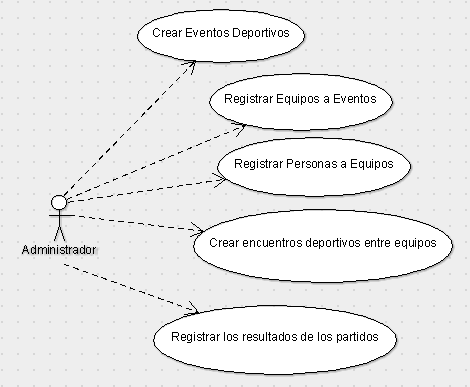 Crear Eventos Deportivos
Registrar Equipos a Eventos
Registrar Personas a Equipos
Crear encuentros deportivos entre equipos
Administrador
Registrar los resultados de los partidos